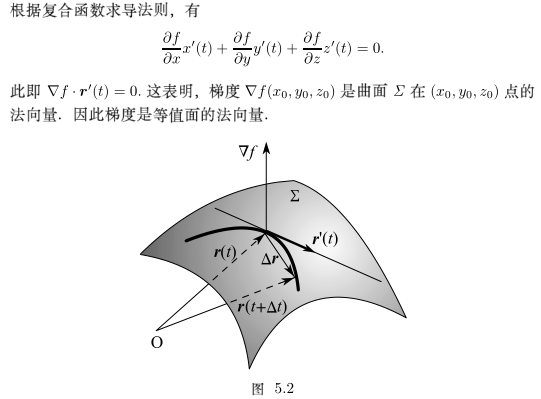 根据复合函数求导法则，有
∂f/∂x x′(t) + ∂f/∂y y′(t) + ∂f/∂z z′(t) = 0.
此即 ∇f · r′(t) = 0. 这表明，梯度 ∇f(x₀, y₀, z₀) 是曲面 Σ 在 (x₀, y₀, z₀) 点的
法向量. 因此梯度是等值面的法向量.
∇f
Σ
r′(t)
r(t)
Δr
r(t+Δt)
O
图 5.2